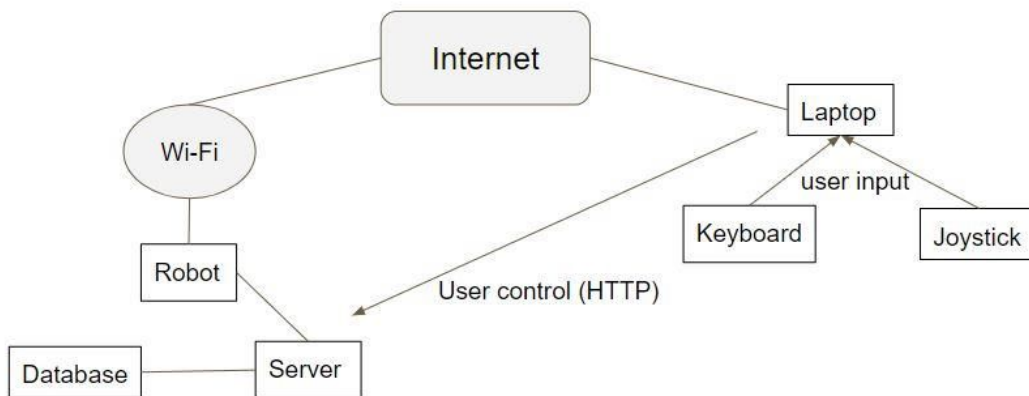 Internet
Laptop
Wi-Fi
user input
Keyboard
Joystick
Robot
User control (HTTP)
Server
Database